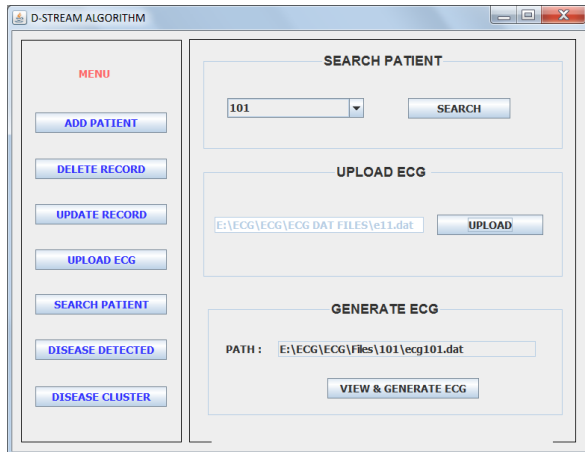 D-STREAM ALGORITHM
MENU
ADD PATIENT
DELETE RECORD
UPDATE RECORD
UPLOAD ECG
SEARCH PATIENT
DISEASE DETECTED
DISEASE CLUSTER
SEARCH PATIENT
101
SEARCH
UPLOAD ECG
E:\ECG\ECG\ECG DAT FILES\e11.dat
UPLOAD
GENERATE ECG
PATH : E:\ECG\ECG\Files\101\ecg101.dat
VIEW & GENERATE ECG